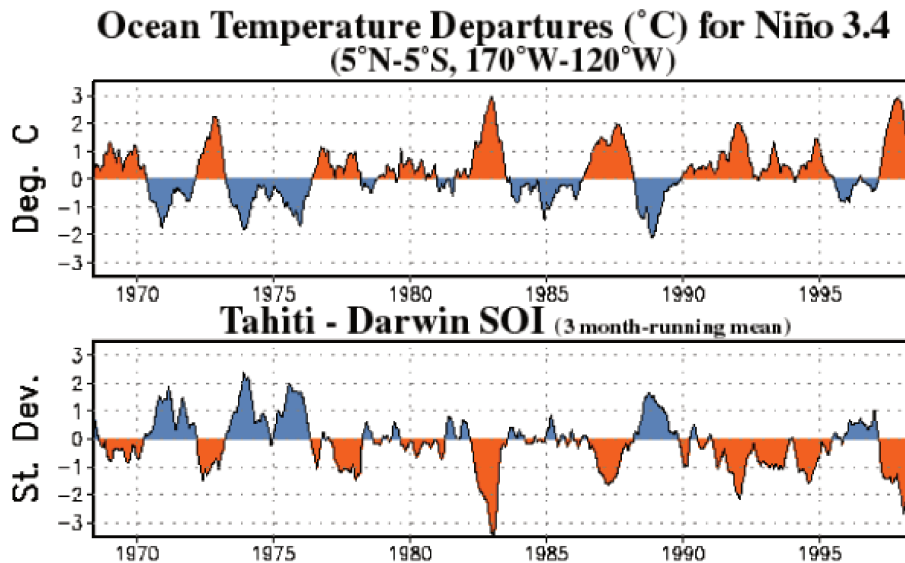 Ocean Temperature Departures (˚C) for Niño 3.4
(5˚N-5˚S, 170˚W-120˚W)
Deg. C
3
2
1
0
−1
−2
−3
1970 1975 1980 1985 1990 1995
Tahiti - Darwin SOI (3 month-running mean)
St. Dev.
3
2
1
0
−1
−2
−3
1970 1975 1980 1985 1990 1995